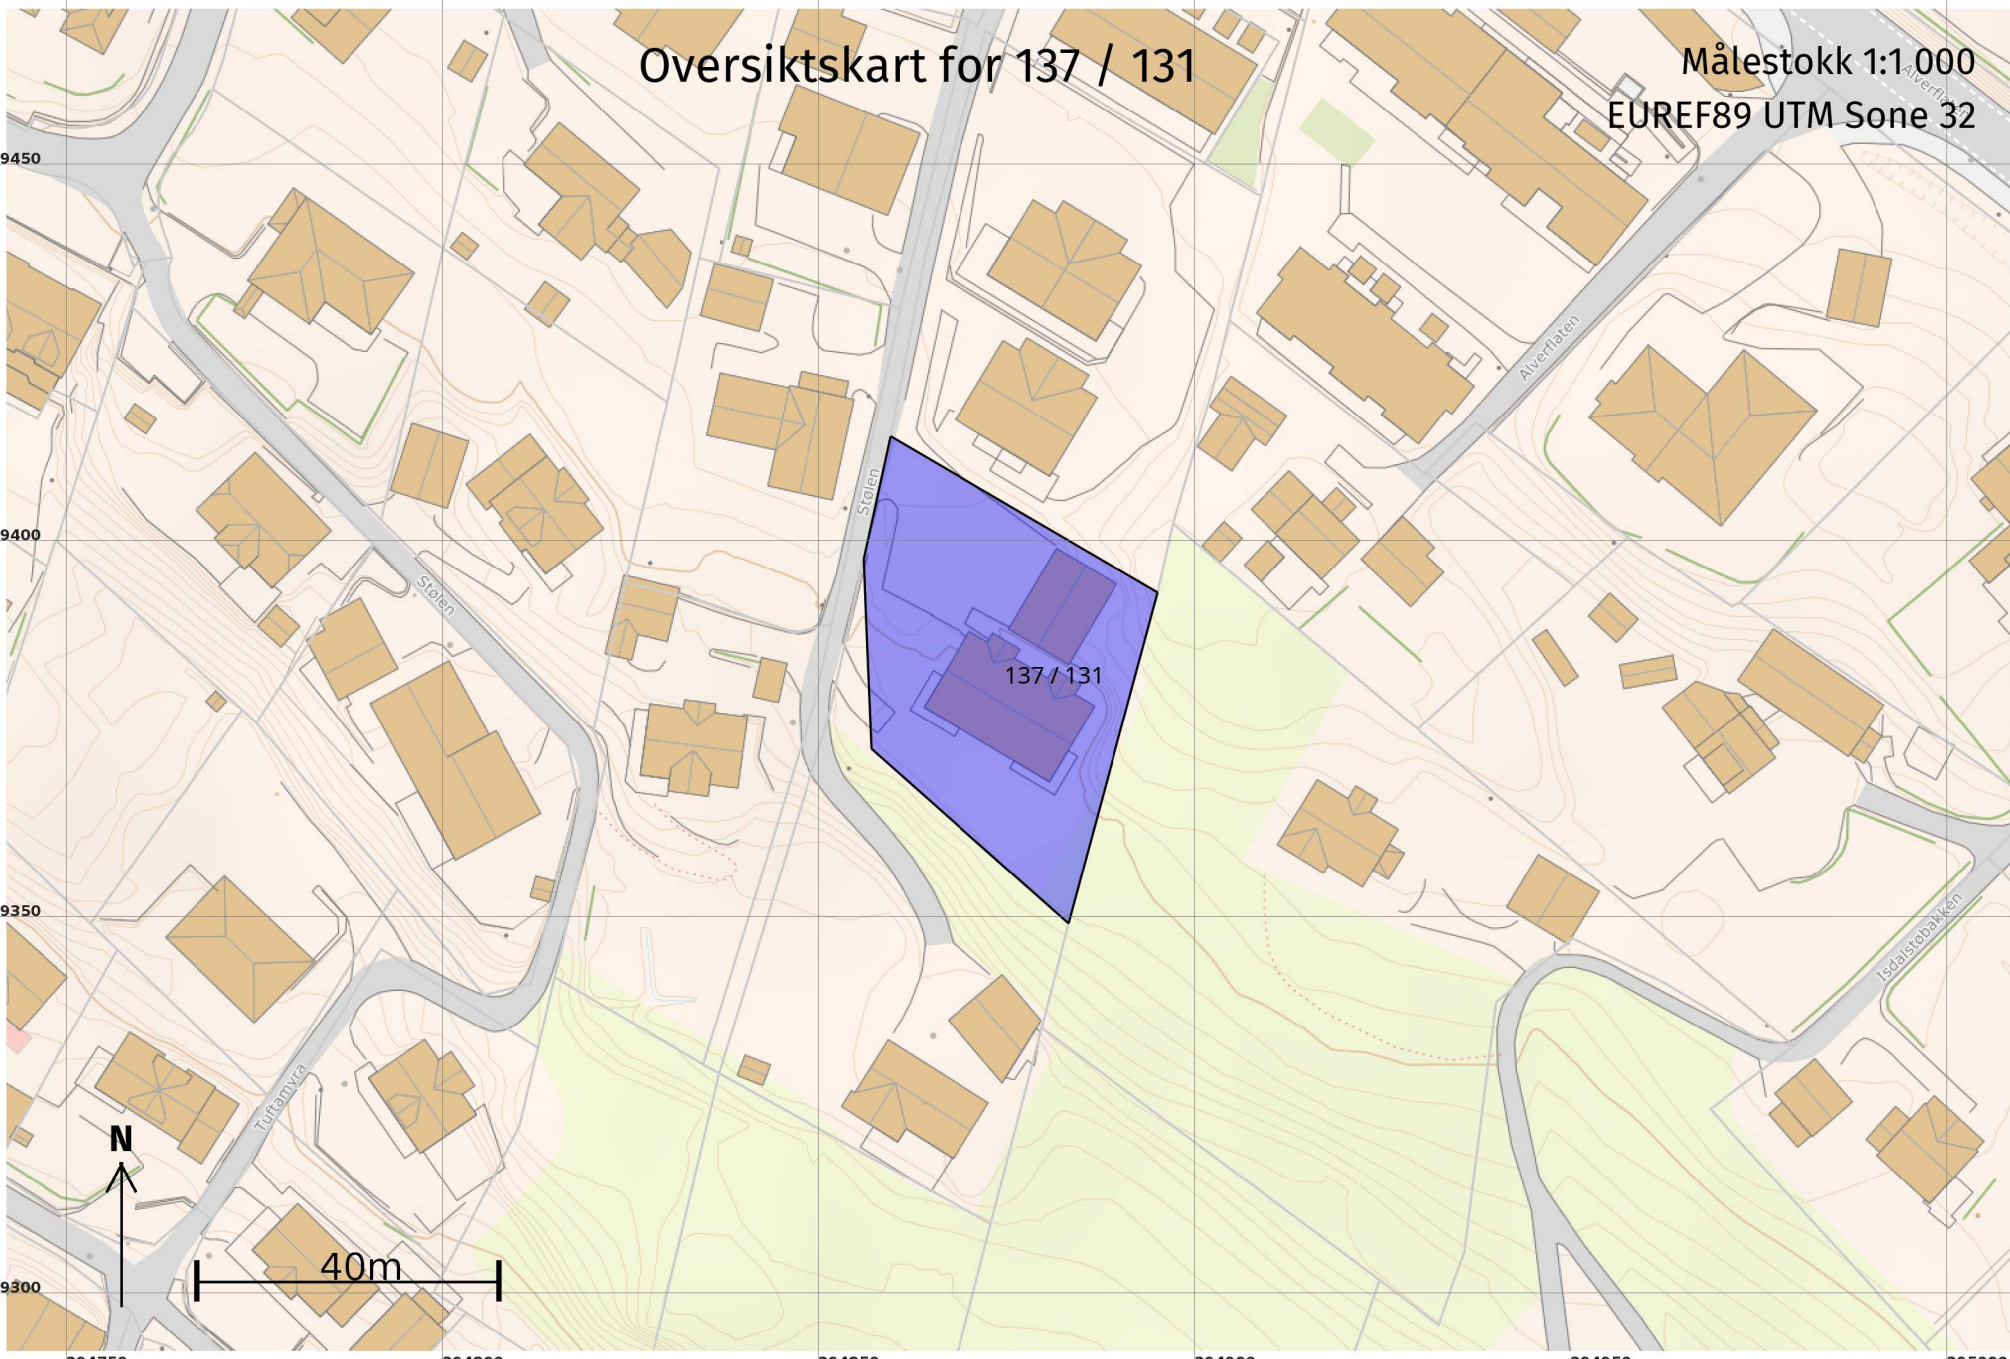 Oversiktskart for 137 / 131
Målestokk 1:1 000
EUREF89 UTM Sone 32
Alverflaten
9450
Alverflaten
Stølen
9400
Stølen
137 / 131
9350
Isdalstøbakken
Tuftamyra
N
40m
9300